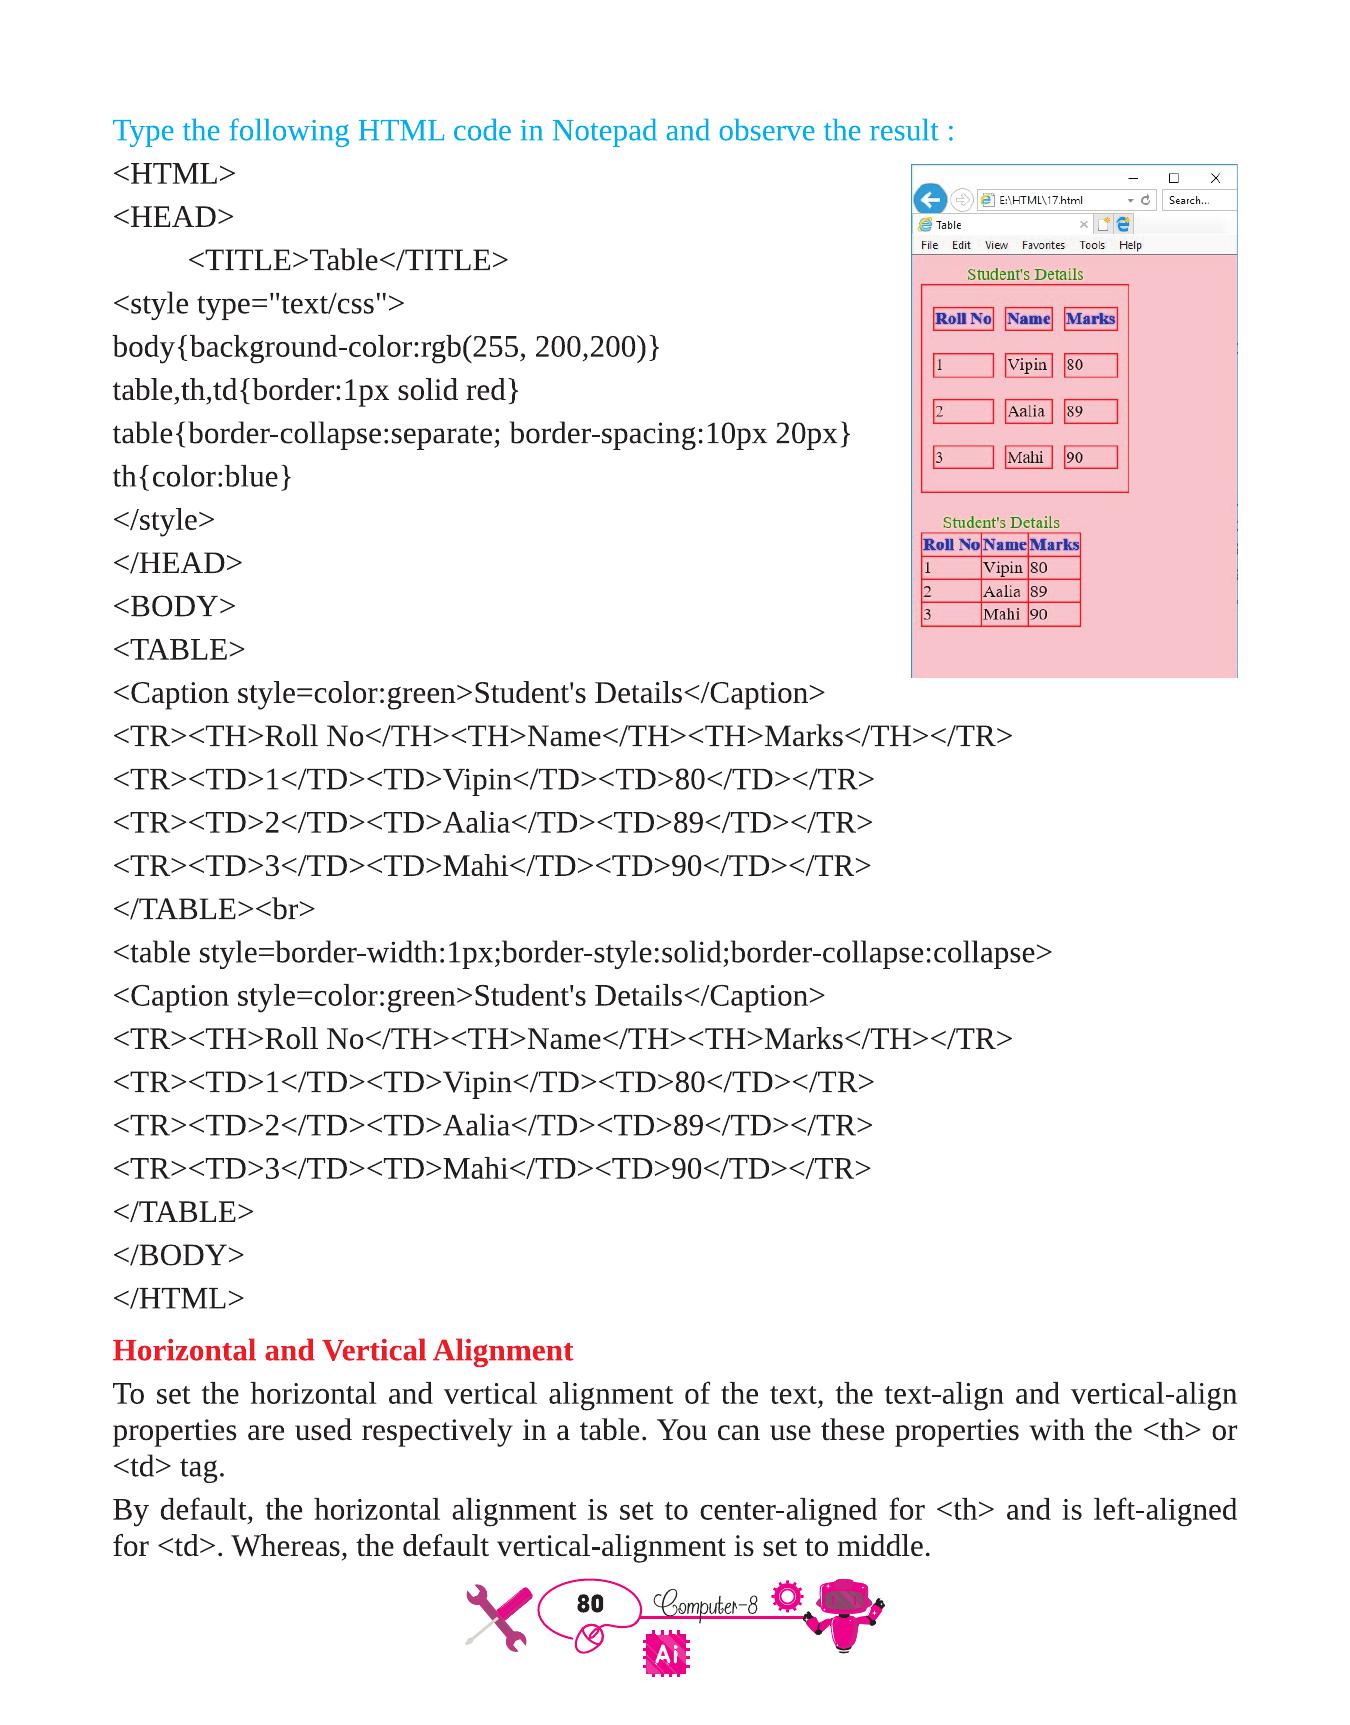 Type the following HTML code in Notepad and observe the result :
<HTML>
<HEAD>
<TITLE>Table</TITLE>
<style type="text/css">
body{background-color:rgb(255, 200,200)}
table,th,td{border:1px solid red}
table{border-collapse:separate; border-spacing:10px 20px}
th{color:blue}
</style>
</HEAD>
<BODY>
<TABLE>
<Caption style=color:green>Student's Details</Caption>
<TR><TH>Roll No</TH><TH>Name</TH><TH>Marks</TH></TR>
<TR><TD>1</TD><TD>Vipin</TD><TD>80</TD></TR>
<TR><TD>2</TD><TD>Aalia</TD><TD>89</TD></TR>
<TR><TD>3</TD><TD>Mahi</TD><TD>90</TD></TR>
</TABLE><br>
<table style=border-width:1px;border-style:solid;border-collapse:collapse>
<Caption style=color:green>Student's Details</Caption>
<TR><TH>Roll No</TH><TH>Name</TH><TH>Marks</TH></TR>
<TR><TD>1</TD><TD>Vipin</TD><TD>80</TD></TR>
<TR><TD>2</TD><TD>Aalia</TD><TD>89</TD></TR>
<TR><TD>3</TD><TD>Mahi</TD><TD>90</TD></TR>
</TABLE>
</BODY>
</HTML>
E:\HTML\17.html Search...
Table
File Edit View Favorites Tools Help
Student's Details
Roll No Name Marks
1 Vipin 80
2 Aalia 89
3 Mahi 90
Student's Details
Roll No Name Marks
1 Vipin 80
2 Aalia 89
3 Mahi 90
Horizontal and Vertical Alignment
To set the horizontal and vertical alignment of the text, the text-align and vertical-align
properties are used respectively in a table. You can use these properties with the <th> or
<td> tag.
By default, the horizontal alignment is set to center-aligned for <th> and is left-aligned
for <td>. Whereas, the default vertical-alignment is set to middle.
80 Computer-8
Ai